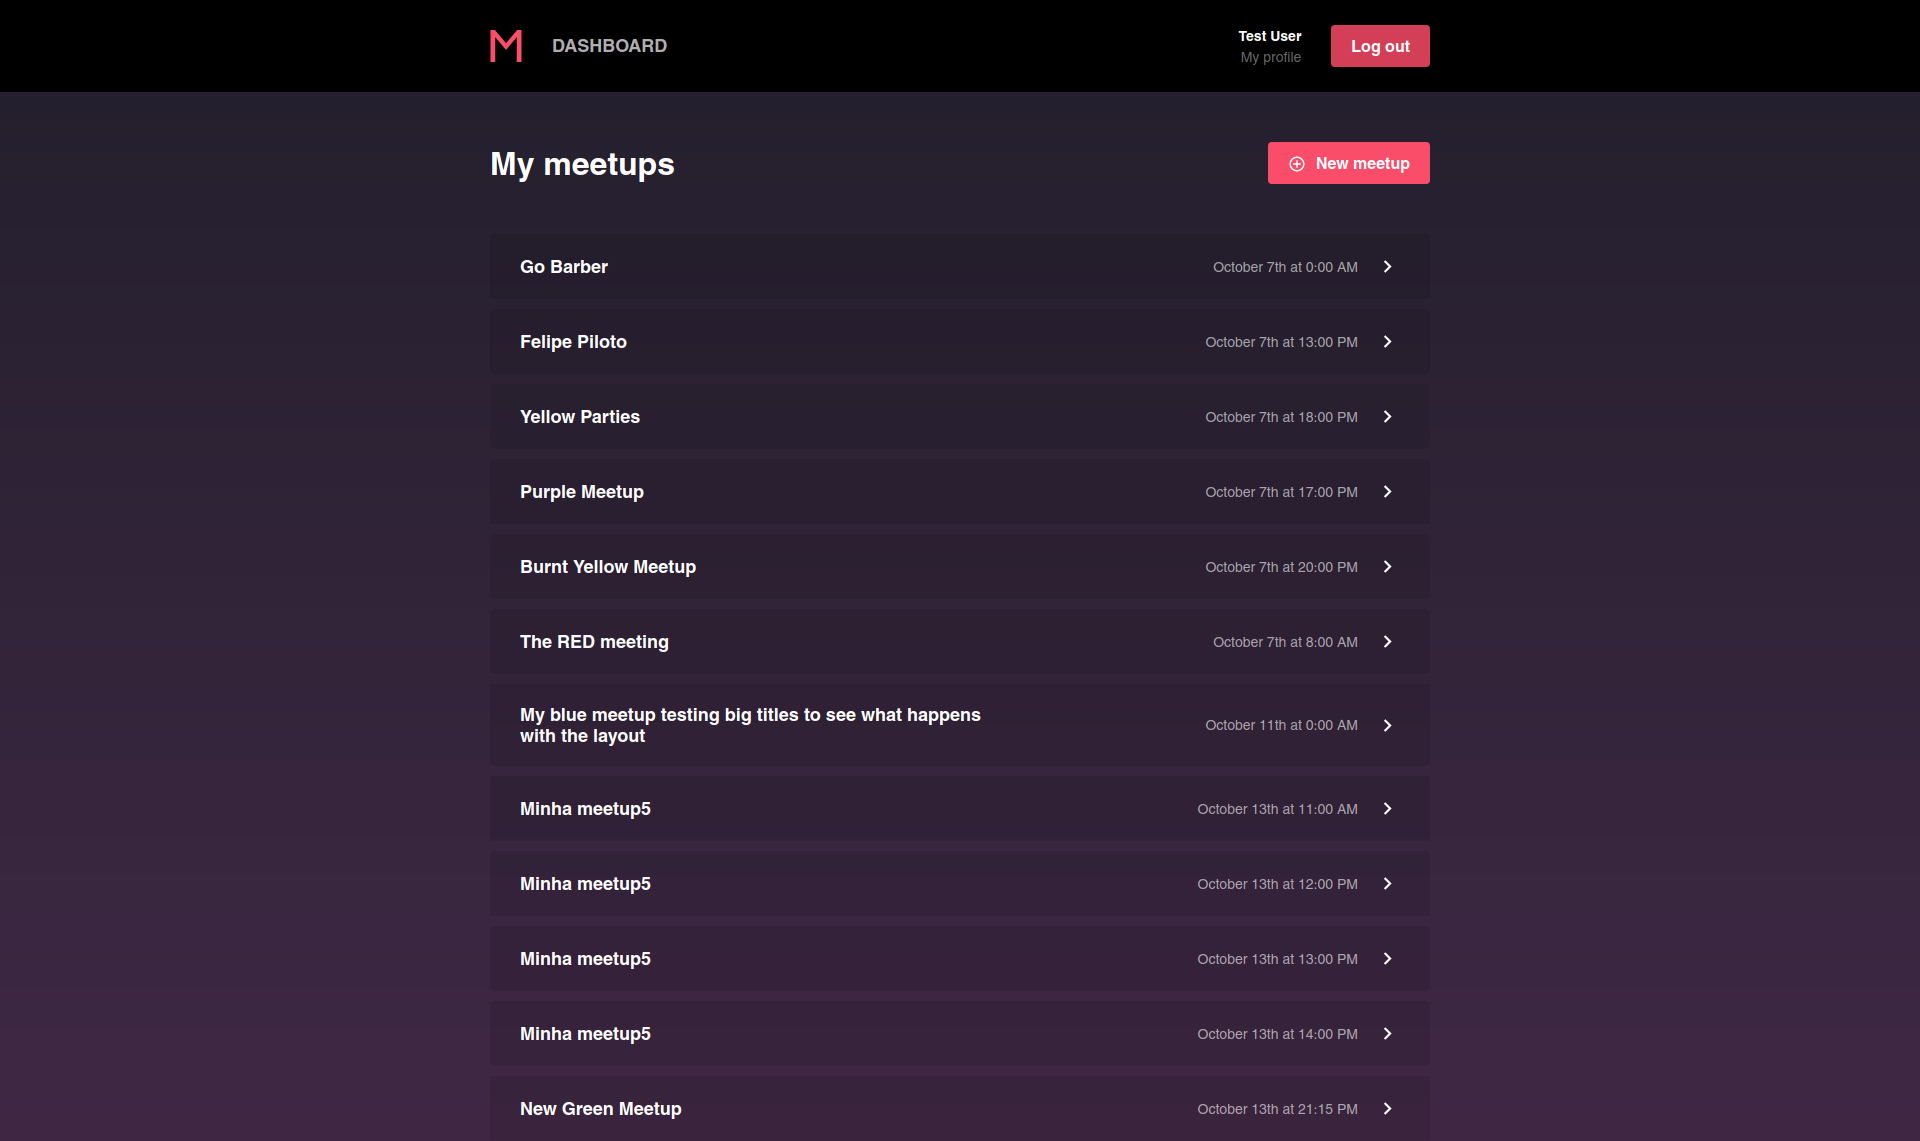 M DASHBOARD
Test User
My profile
Log out
My meetups
New meetup
Go Barber October 7th at 0:00 AM
Felipe Piloto October 7th at 13:00 PM
Yellow Parties October 7th at 18:00 PM
Purple Meetup October 7th at 17:00 PM
Burnt Yellow Meetup October 7th at 20:00 PM
The RED meeting October 7th at 8:00 AM
My blue meetup testing big titles to see what happens
with the layout
October 11th at 0:00 AM
Minha meetup5 October 13th at 11:00 AM
Minha meetup5 October 13th at 12:00 PM
Minha meetup5 October 13th at 13:00 PM
Minha meetup5 October 13th at 14:00 PM
New Green Meetup October 13th at 21:15 PM